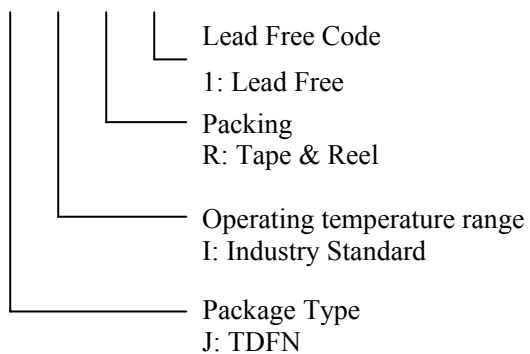 Lead Free Code
1: Lead Free
Packing
R: Tape & Reel
Operating temperature range
I: Industry Standard
Package Type
J: TDFN